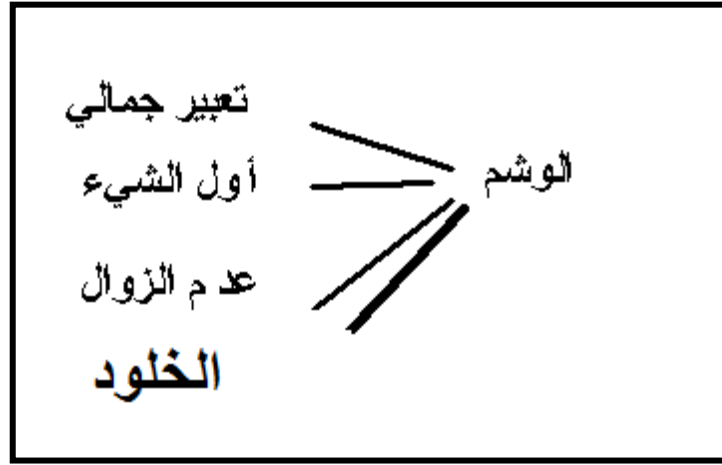 الوشم
تعبير جمالي
أول الشيء
عدم الزوال
الخلود